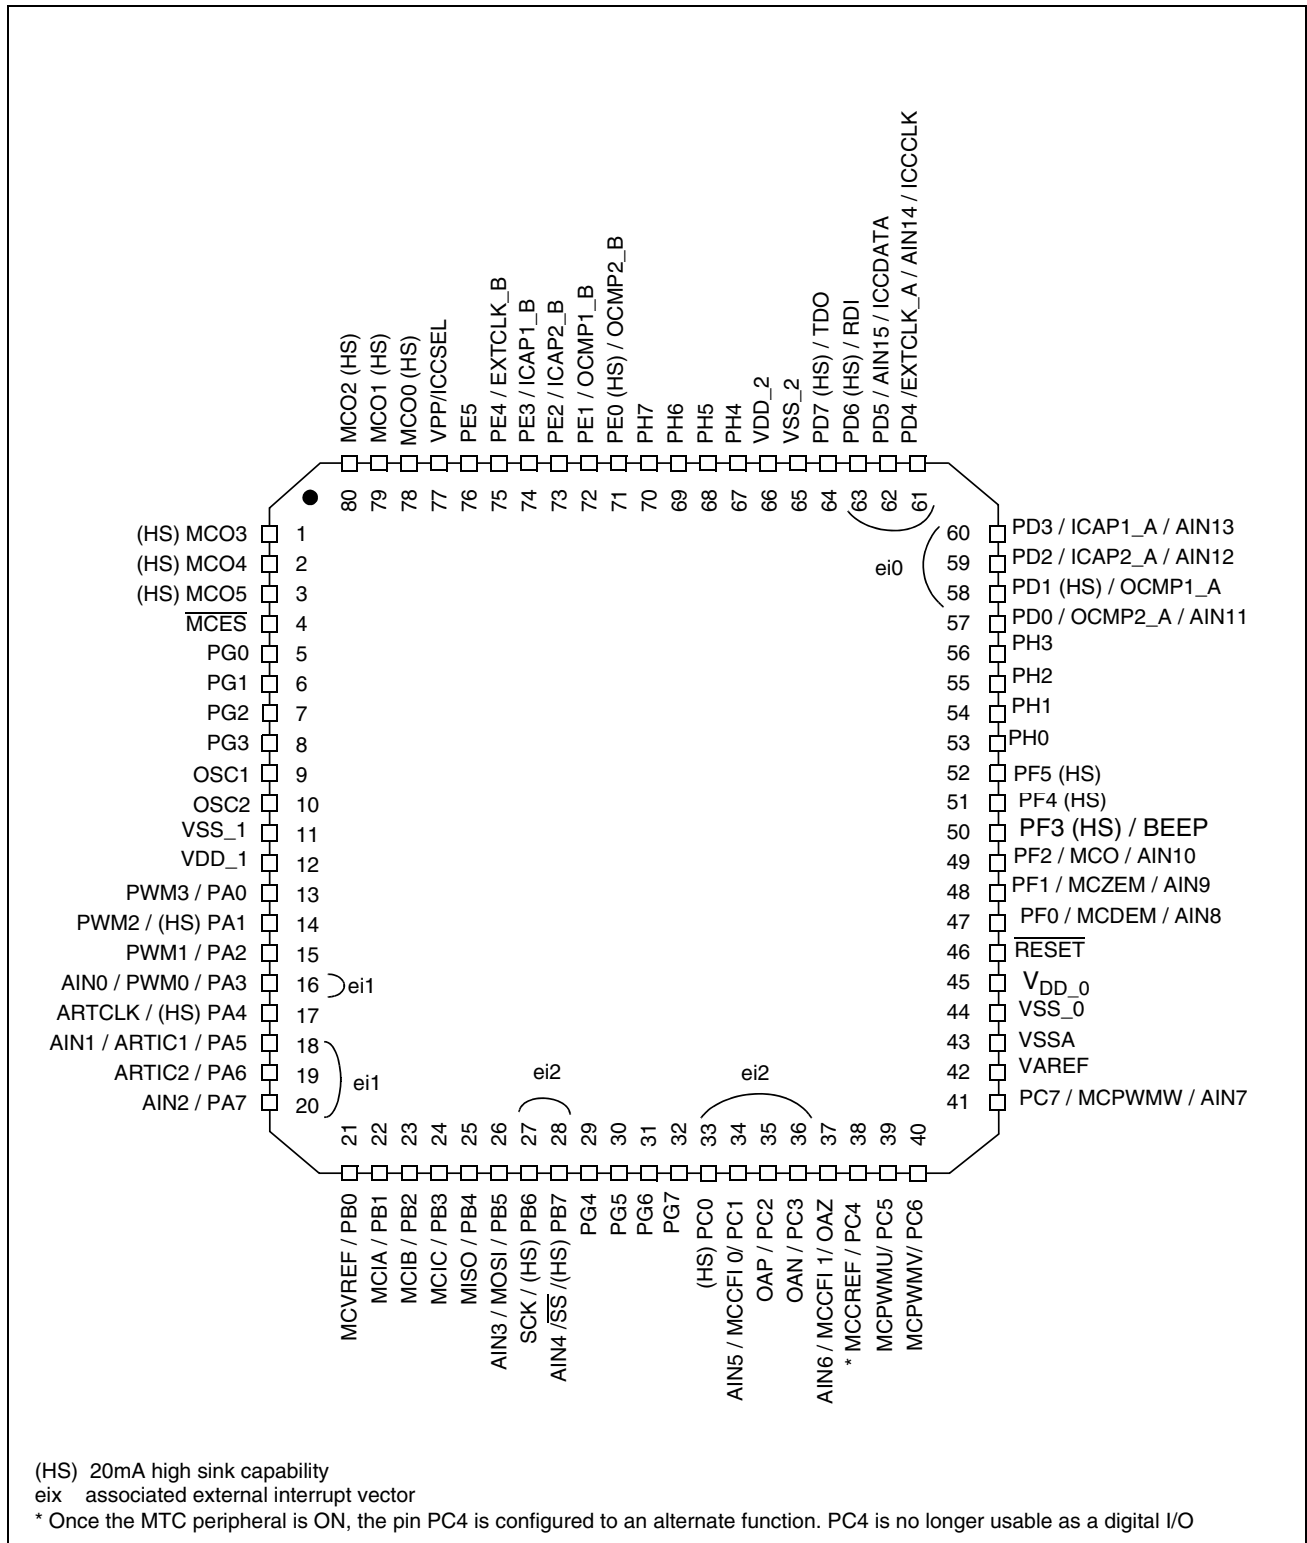 MCO2 (HS)
MCO1 (HS)
MCO0 (HS)
VPP/ICCSEL
PE5
PE4 / EXTCLK_B
PE3 / ICAP1_B
PE2 / ICAP2_B
PE1 / OCMP1_B
PE0 (HS) / OCMP2_B
PH7
PH6
PH5
PH4
VDD_2
VSS_2
PD7 (HS) / TDO
PD6 (HS) / RDI
PD5 / AIN15 / ICCDATA
PD4 /EXTCLK_A / AIN14 / ICCCLK
80
79
78
77
76
75
74
73
72
71
70
69
68
67
66
65
64
63
62
61
(HS) MCO3 1
(HS) MCO4 2
(HS) MCO5 3
MCES 4
PG0 5
PG1 6
PG2 7
PG3 8
OSC1 9
OSC2 10
VSS_1 11
VDD_1 12
PWM3 / PA0 13
PWM2 / (HS) PA1 14
PWM1 / PA2 15
AIN0 / PWM0 / PA3 16 ei1
ARTCLK / (HS) PA4 17
AIN1 / ARTIC1 / PA5 18
ARTIC2 / PA6 19 ei1
AIN2 / PA7 20
60 PD3 / ICAP1_A / AIN13
59 PD2 / ICAP2_A / AIN12
ei0
58 PD1 (HS) / OCMP1_A
57 PD0 / OCMP2_A / AIN11
56 PH3
55 PH2
54 PH1
53 PH0
52 PF5 (HS)
51 PF4 (HS)
50 PF3 (HS) / BEEP
49 PF2 / MCO / AIN10
48 PF1 / MCZEM / AIN9
47 PF0 / MCDEM / AIN8
46 RESET
45 VDD_0
44 VSS_0
43 VSSA
42 VAREF
41 PC7 / MCPWMW / AIN7
ei2
ei2
21
22
23
24
25
26
27
28
29
30
31
32
33
34
35
36
37
38
39
40
MCVREF / PB0
MCIA / PB1
MCIB / PB2
MCIC / PB3
MISO / PB4
AIN3 / MOSI / PB5
SCK / (HS) PB6
AIN4 /SS /(HS) PB7
PG4
PG5
PG6
PG7
(HS) PC0
AIN5 / MCCFI 0/ PC1
OAP / PC2
OAN / PC3
AIN6 / MCCFI 1/ OAZ
* MCCREF / PC4
MCPWMU/ PC5
MCPWMV/ PC6
(HS) 20mA high sink capability
eix associated external interrupt vector
* Once the MTC peripheral is ON, the pin PC4 is configured to an alternate function. PC4 is no longer usable as a digital I/O